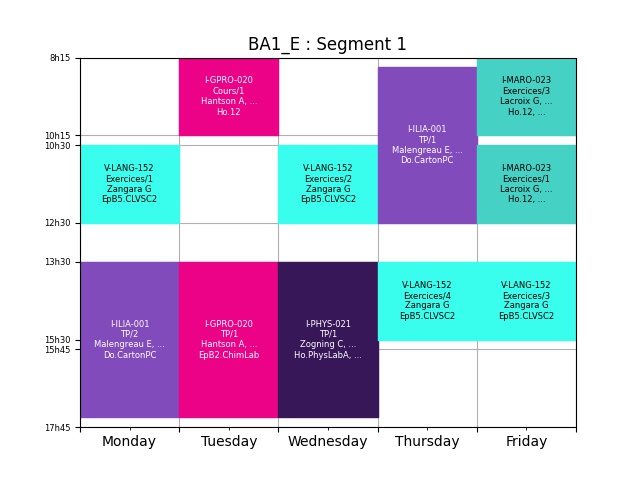 BA1_E : Segment 1
8h15
10h15
10h30
12h30
13h30
15h30
15h45
17h45
I-GPRO-020
Cours/1
Hantson A, ...
Ho.12
I-ILIA-001
TP/1
Malengreau E, ...
Do.CartonPC
I-MARO-023
Exercices/3
Lacroix G, ...
Ho.12, ...
V-LANG-152
Exercices/1
Zangara G
EpB5.CLVSC2
V-LANG-152
Exercices/2
Zangara G
EpB5.CLVSC2
I-MARO-023
Exercices/1
Lacroix G, ...
Ho.12, ...
I-ILIA-001
TP/2
Malengreau E, ...
Do.CartonPC
I-GPRO-020
TP/1
Hantson A, ...
EpB2.ChimLab
I-PHYS-021
TP/1
Zogning C, ...
Ho.PhysLabA, ...
V-LANG-152
Exercices/4
Zangara G
EpB5.CLVSC2
V-LANG-152
Exercices/3
Zangara G
EpB5.CLVSC2
Monday
Tuesday
Wednesday
Thursday
Friday